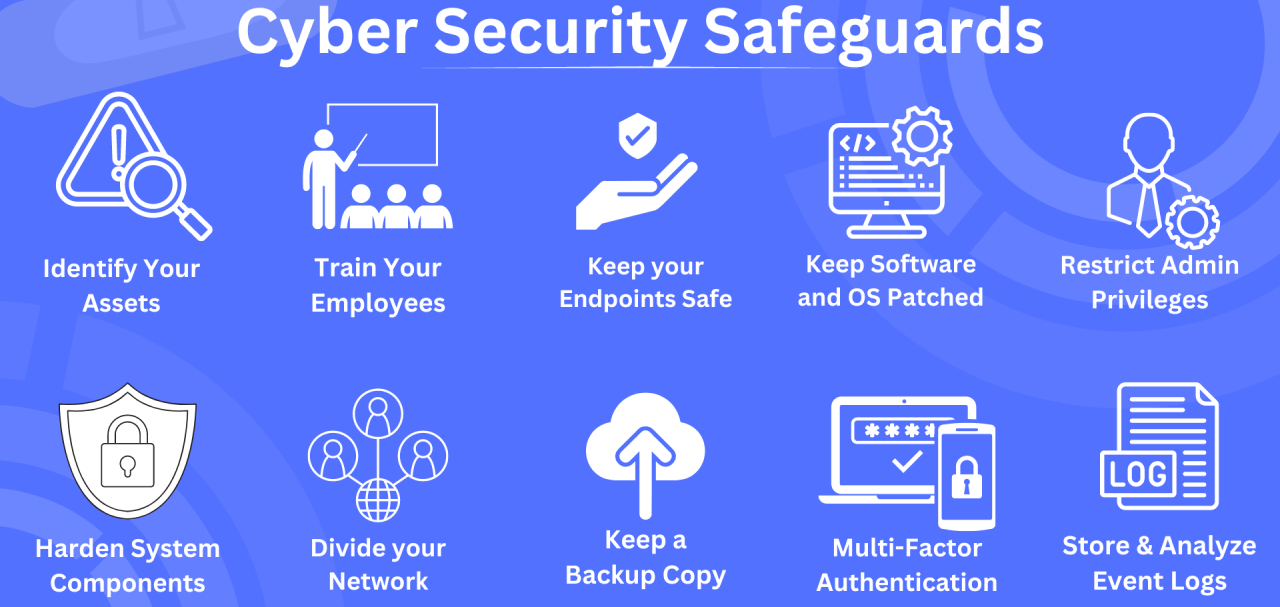 Cyber Security Safeguards
Identify Your
Assets
Train Your
Employees
Keep your
Endpoints Safe
</>
Keep Software
and OS Patched
Restrict Admin
Privileges
Harden System
Components
Divide your
Network
Keep a
Backup Copy
****
Multi-Factor
Authentication
LOG
Store & Analyze
Event Logs